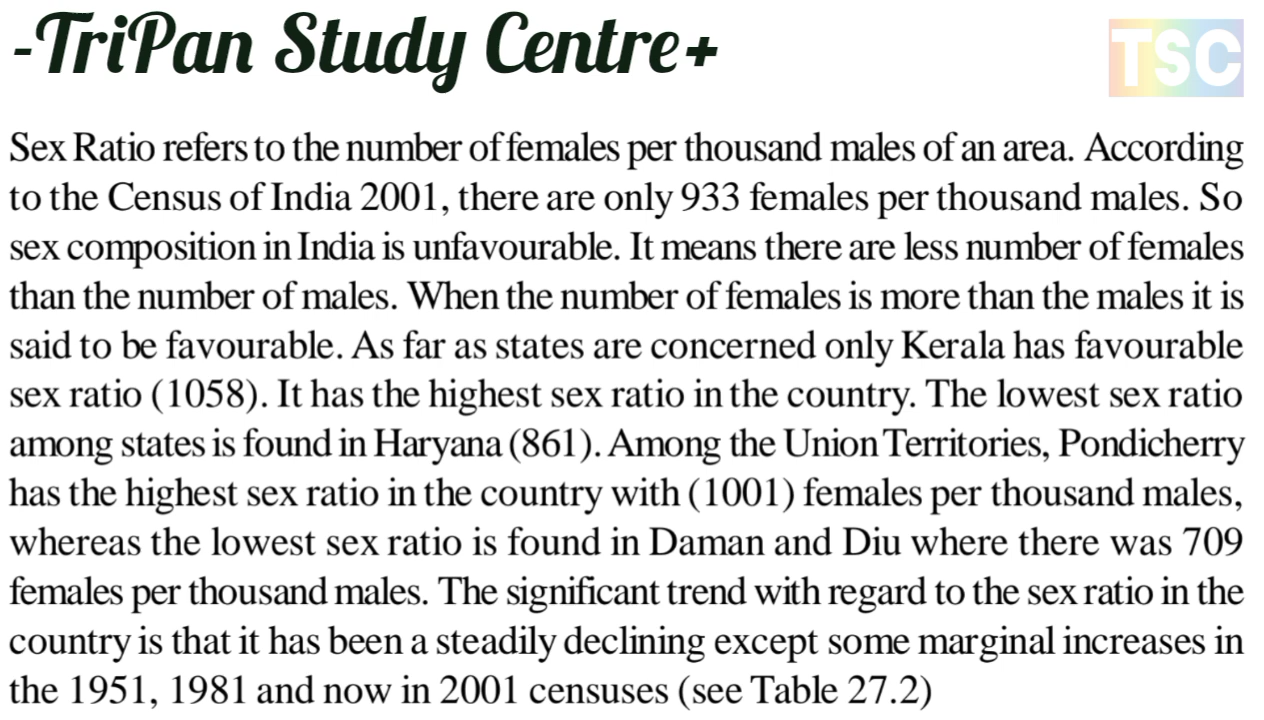 -TriPan Study Centre+
TSC
Sex Ratio refers to the number of females per thousand males of an area. According
to the Census of India 2001, there are only 933 females per thousand males. So
sex composition in India is unfavourable. It means there are less number of females
than the number of males. When the number of females is more than the males it is
said to be favourable. As far as states are concerned only Kerala has favourable
sex ratio (1058). It has the highest sex ratio in the country. The lowest sex ratio
among states is found in Haryana (861). Among the Union Territories, Pondicherry
has the highest sex ratio in the country with (1001) females per thousand males,
whereas the lowest sex ratio is found in Daman and Diu where there was 709
females per thousand males. The significant trend with regard to the sex ratio in the
country is that it has been a steadily declining except some marginal increases in
the 1951, 1981 and now in 2001 censuses (see Table 27.2)